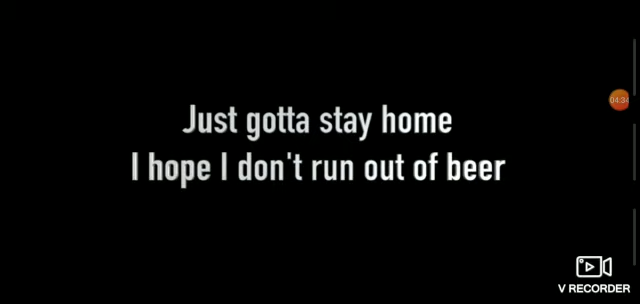 Just gotta stay home
I hope I don't run out of beer
04:34
V RECORDER